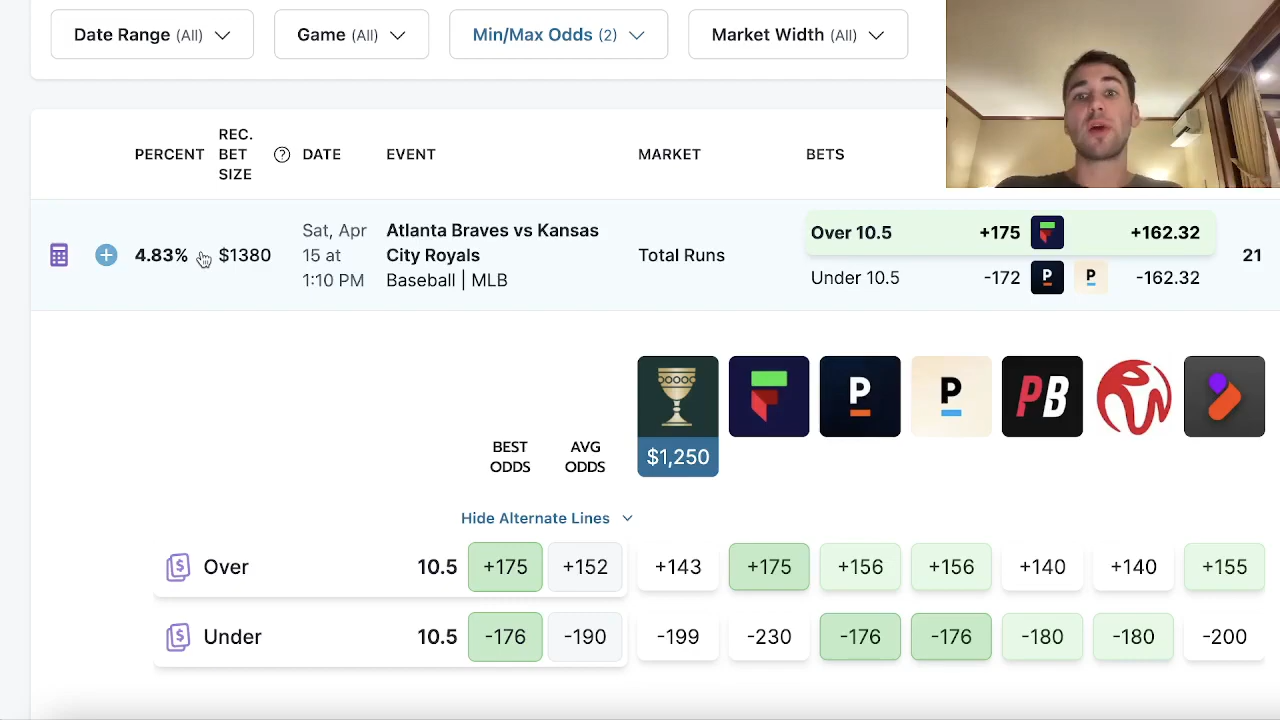 Date Range (All)
Game (All)
Min/Max Odds (2)
Market Width (All)
PERCENT
REC.
BET
SIZE
?
DATE
EVENT
MARKET
BETS
4.83%
$1380
Sat, Apr
15 at
1:10 PM
Atlanta Braves vs Kansas
City Royals
Baseball | MLB
Total Runs
Over 10.5 +175 F +162.32
Under 10.5 -172 P P -162.32
21
F P P PB RW
BEST
ODDS
AVG
ODDS
$1,250
Hide Alternate Lines
$ Over 10.5 +175 +152 +143 +175 +156 +156 +140 +140 +155
$ Under 10.5 -176 -190 -199 -230 -176 -176 -180 -180 -200